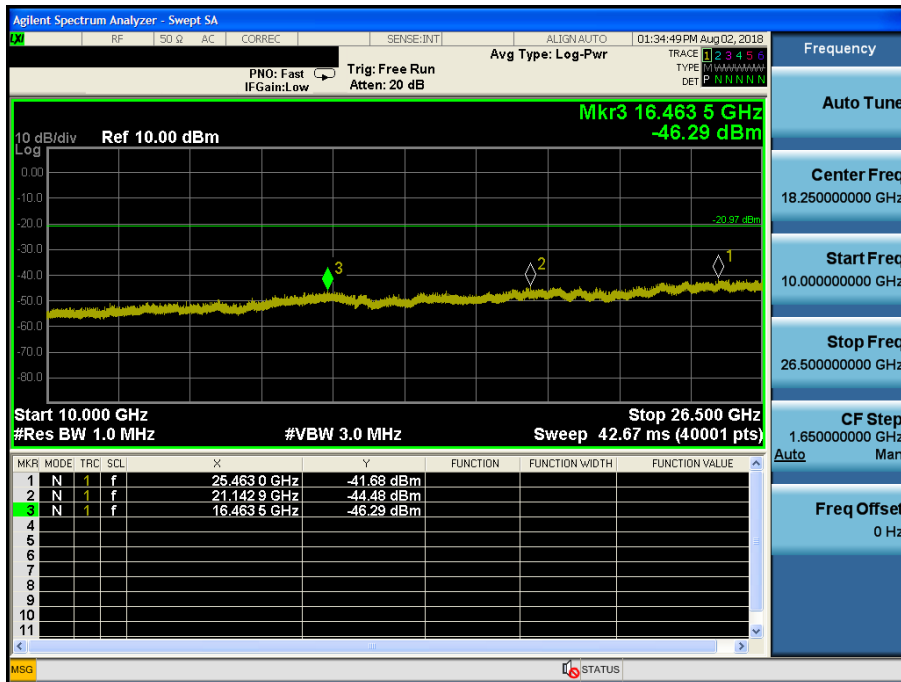 Agilent Spectrum Analyzer - Swept SA
LXI RF 50 Ω AC CORREC SENSE:INT ALIGN AUTO 01:34:49 PM Aug 02, 2018
Frequency
PNO: Fast
IFGain:Low
Trig: Free Run
Atten: 20 dB
Avg Type: Log-Pwr
TRACE 1 2 3 4 5 6
TYPE M WWWWW
DET P N N N N N
Auto Tune
Mkr3 16.463 5 GHz
-46.29 dBm
10 dB/div Ref 10.00 dBm
Log
0.00
-10.0
-20.0
-30.0
-40.0
-50.0
-60.0
-70.0
-80.0
-20.97 dBm
3
2
1
Center Freq
18.250000000 GHz
Start Freq
10.000000000 GHz
Stop Freq
26.500000000 GHz
CF Step
1.650000000 GHz
Auto Man
Freq Offset
0 Hz
Start 10.000 GHz Stop 26.500 GHz
#Res BW 1.0 MHz #VBW 3.0 MHz Sweep 42.67 ms (40001 pts)
MKR MODE TRC SCL X Y FUNCTION FUNCTION WIDTH FUNCTION VALUE
1 N 1 f 25.463 0 GHz -41.68 dBm
2 N 1 f 21.142 9 GHz -44.48 dBm
3 N 1 f 16.463 5 GHz -46.29 dBm
4
5
6
7
8
9
10
11
MSG STATUS